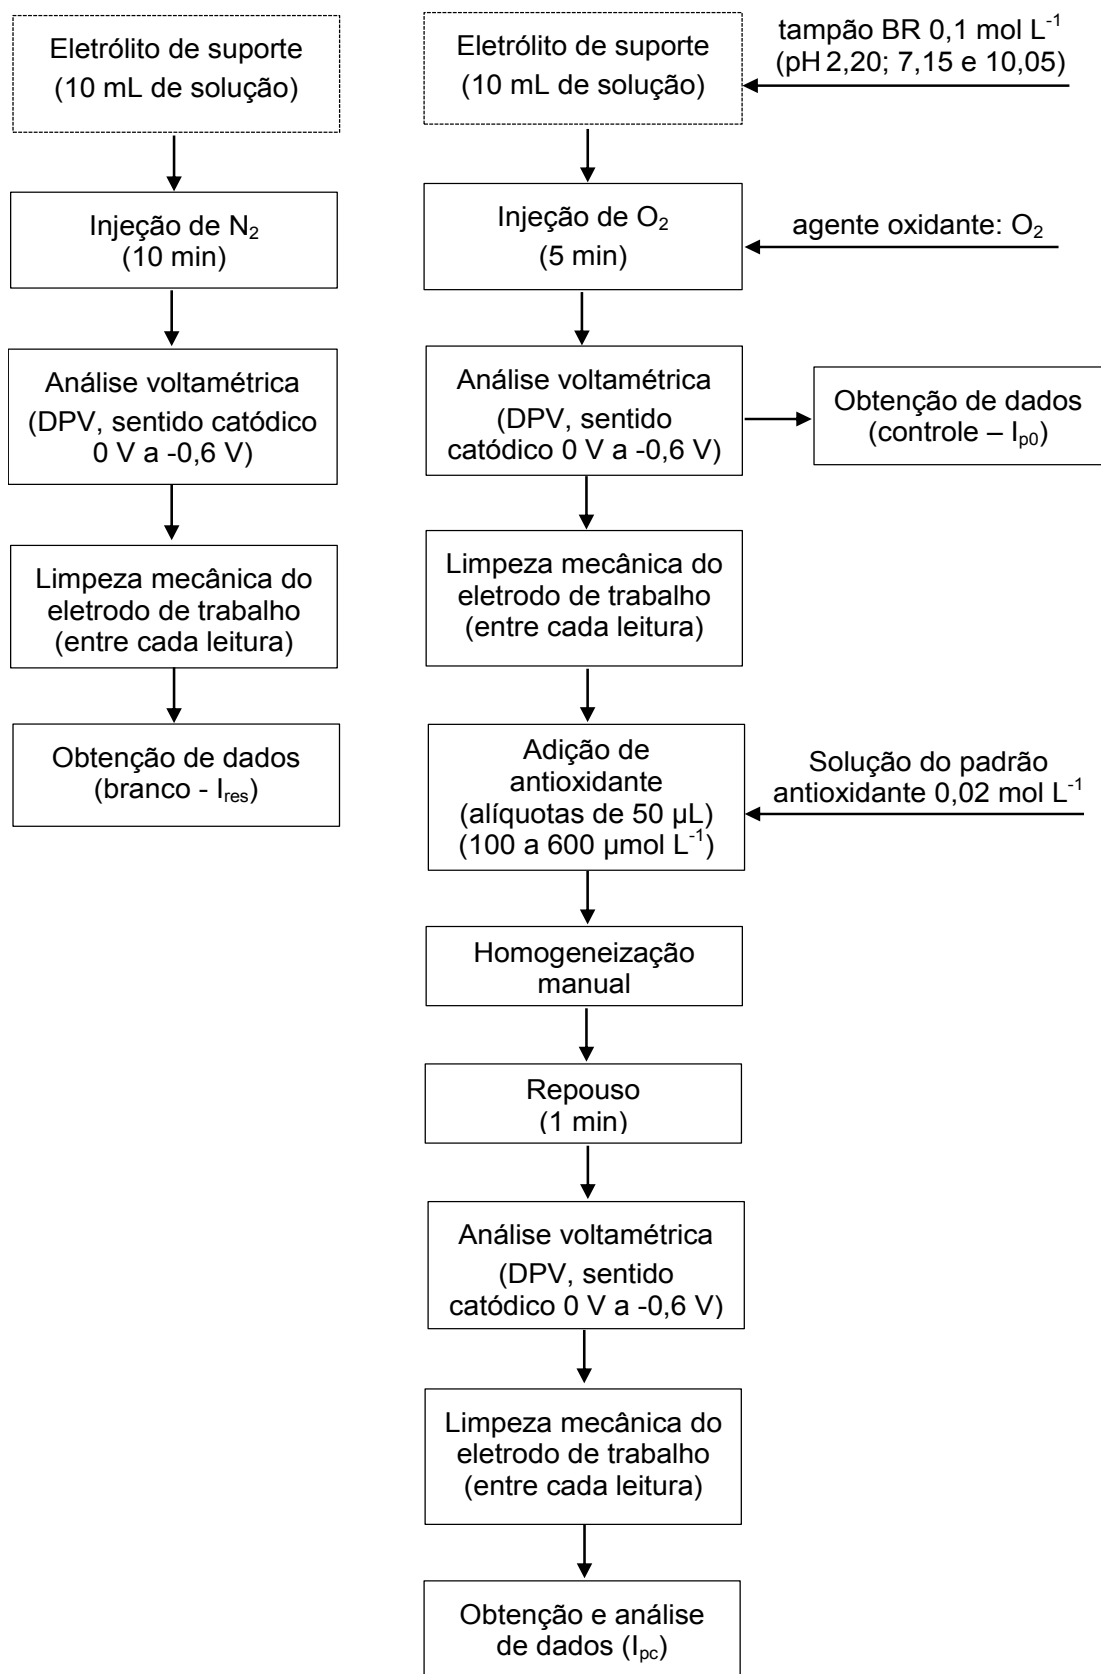 Eletrólito de suporte
(10 mL de solução)
Injeção de N₂
(10 min)
Análise voltamétrica
(DPV, sentido catódico
0 V a -0,6 V)
Limpeza mecânica do
eletrodo de trabalho
(entre cada leitura)
Obtenção de dados
(branco - I_res)
Eletrólito de suporte
(10 mL de solução)
tampão BR 0,1 mol L⁻¹
(pH 2,20; 7,15 e 10,05)
Injeção de O₂
(5 min)
agente oxidante: O₂
Análise voltamétrica
(DPV, sentido
catódico 0 V a -0,6 V)
Obtenção de dados
(controle – I_p0)
Limpeza mecânica do
eletrodo de trabalho
(entre cada leitura)
Adição de
antioxidante
(alíquotas de 50 µL)
(100 a 600 µmol L⁻¹)
Solução do padrão
antioxidante 0,02 mol L⁻¹
Homogeneização
manual
Repouso
(1 min)
Análise voltamétrica
(DPV, sentido
catódico 0 V a -0,6 V)
Limpeza mecânica do
eletrodo de trabalho
(entre cada leitura)
Obtenção e análise
de dados (I_pc)